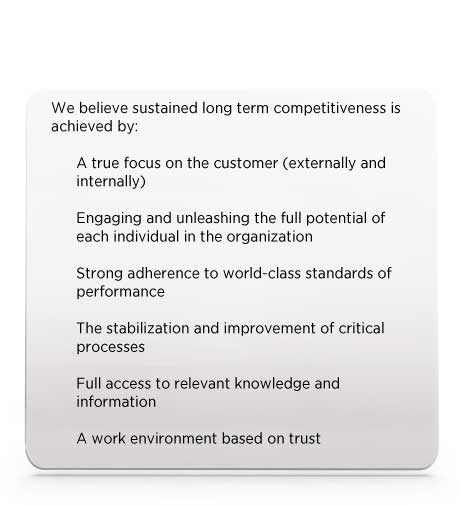 We believe sustained long term competitiveness is
achieved by:
A true focus on the customer (externally and
internally)
Engaging and unleashing the full potential of
each individual in the organization
Strong adherence to world-class standards of
performance
The stabilization and improvement of critical
processes
Full access to relevant knowledge and
information
A work environment based on trust